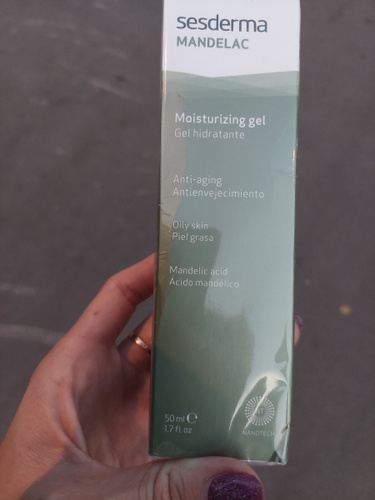 sesderma
MANDELAC
Moisturizing gel
Gel hidratante
Anti-aging
Antienvejecimiento
Oily skin
Piel grasa
Mandelic acid
Ácido mandélico
50 ml e
1.7 fl oz
NT
NANOTECH